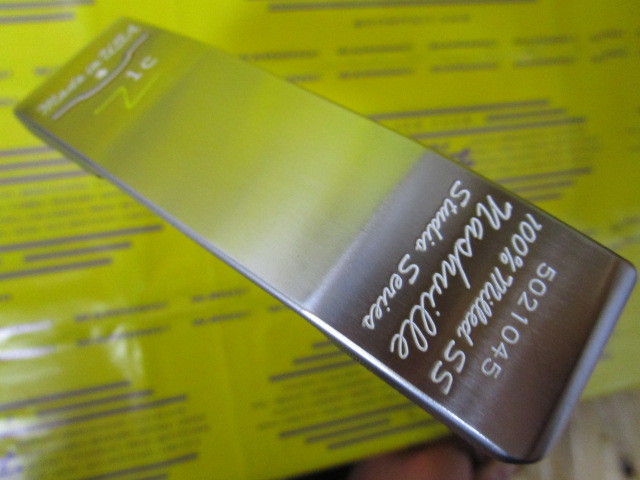 Made in USA
Z 1c
5021045
100% Milled SS
Nashville
Studio Series